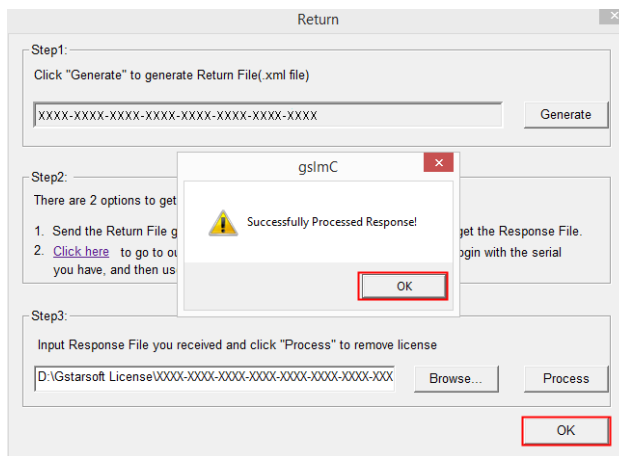 Return
Step1:
Click "Generate" to generate Return File(.xml file)
XXXX-XXXX-XXXX-XXXX-XXXX-XXXX-XXXX-XXXX
Generate
Step2:
There are 2 options to get
1. Send the Return File g
get the Response File.
2. Click here to go to ou
ogin with the serial
you have, and then us
gslmC
Successfully Processed Response!
OK
Step3:
Input Response File you received and click "Process" to remove license
D:\Gstarsoft License\XXXX-XXXX-XXXX-XXXX-XXXX-XXXX-XXXX-XXX
Browse...
Process
OK